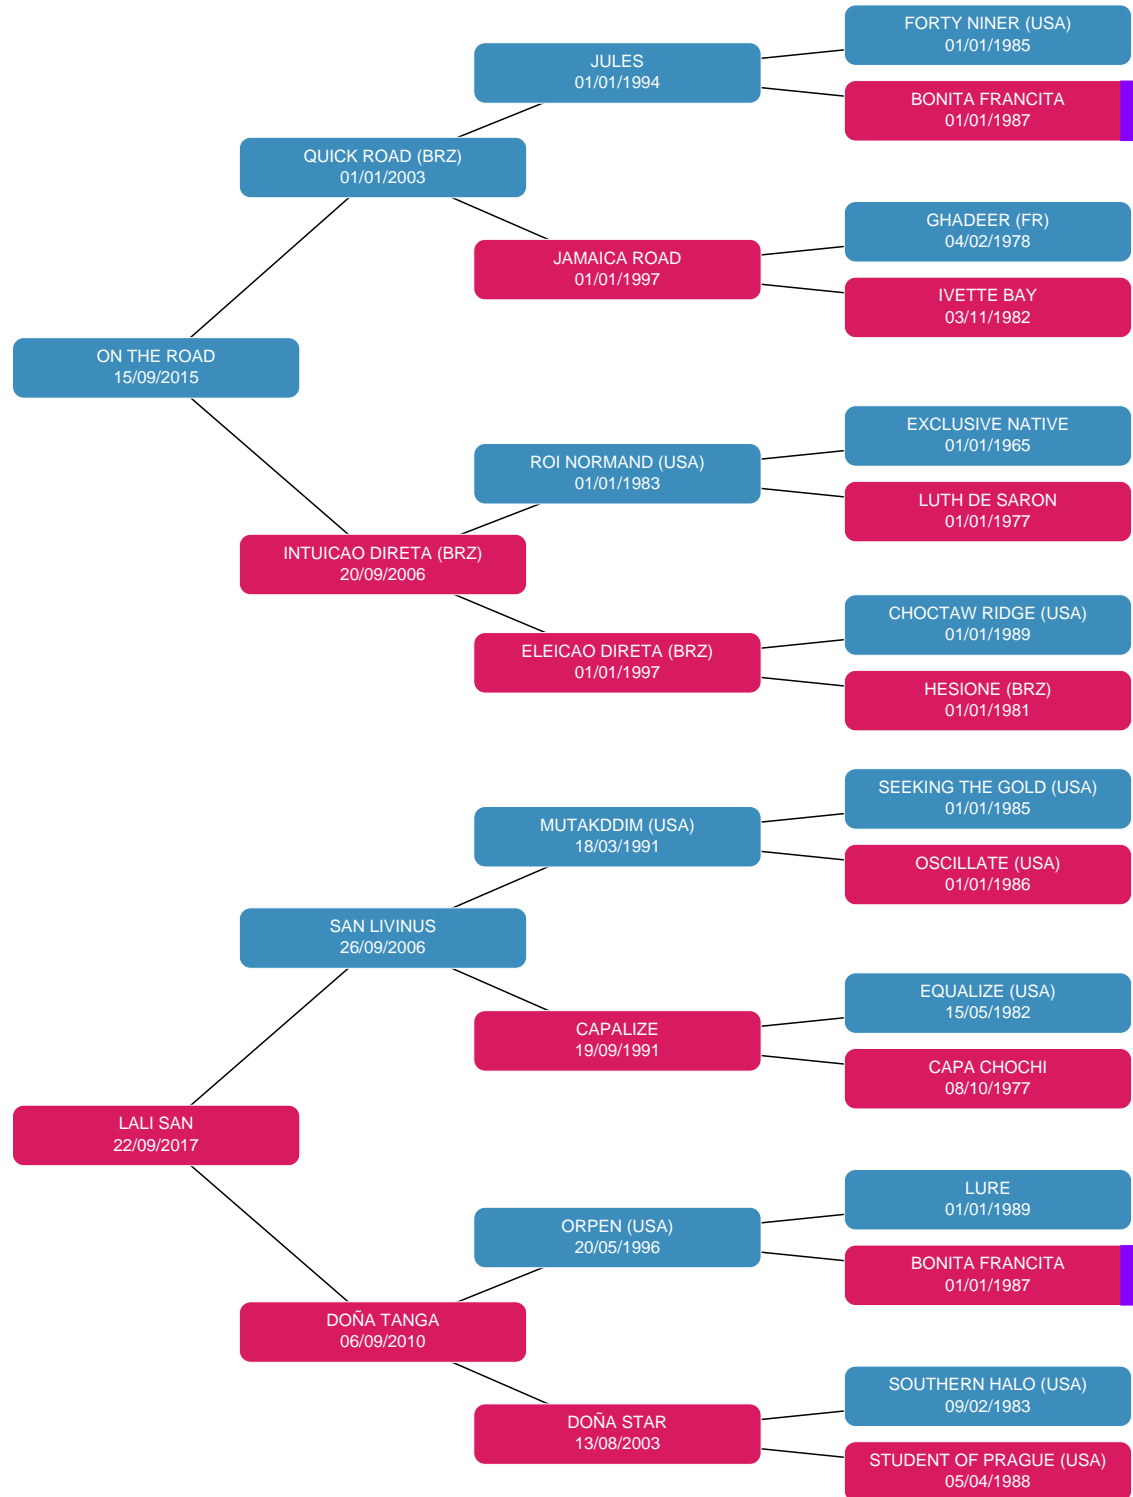 FORTY NINER (USA)
01/01/1985
JULES
01/01/1994
BONITA FRANCITA
01/01/1987
QUICK ROAD (BRZ)
01/01/2003
GHADEER (FR)
04/02/1978
JAMAICA ROAD
01/01/1997
IVETTE BAY
03/11/1982
ON THE ROAD
15/09/2015
EXCLUSIVE NATIVE
01/01/1965
ROI NORMAND (USA)
01/01/1983
LUTH DE SARON
01/01/1977
INTUICAO DIRETA (BRZ)
20/09/2006
CHOCTAW RIDGE (USA)
01/01/1989
ELEICAO DIRETA (BRZ)
01/01/1997
HESIONE (BRZ)
01/01/1981
SEEKING THE GOLD (USA)
01/01/1985
MUTAKDDIM (USA)
18/03/1991
OSCILLATE (USA)
01/01/1986
SAN LIVINUS
26/09/2006
EQUALIZE (USA)
15/05/1982
CAPALIZE
19/09/1991
CAPA CHOCHI
08/10/1977
LALI SAN
22/09/2017
LURE
01/01/1989
ORPEN (USA)
20/05/1996
BONITA FRANCITA
01/01/1987
DOÑA TANGA
06/09/2010
SOUTHERN HALO (USA)
09/02/1983
DOÑA STAR
13/08/2003
STUDENT OF PRAGUE (USA)
05/04/1988